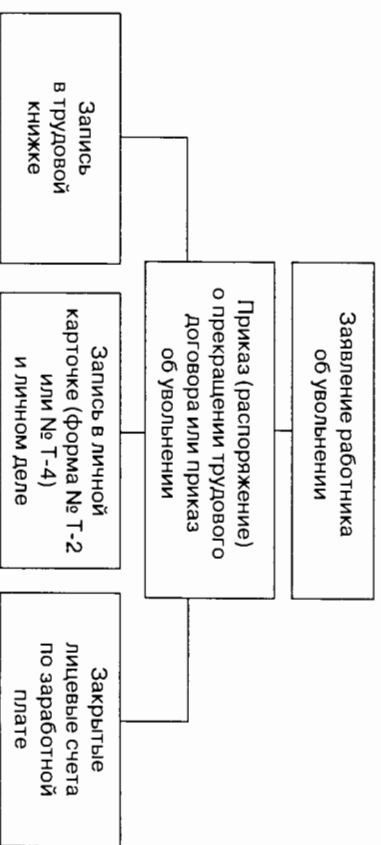 Заявление работника
об увольнении
Приказ (распоряжение)
о прекращении трудового
договора или приказ
об увольнении
Запись
в трудовой
книжке
Запись в личной
карточке (форма № Т-2
или № Т-4)
и личном деле
Закрытые
лицевые счета
по заработной
плате